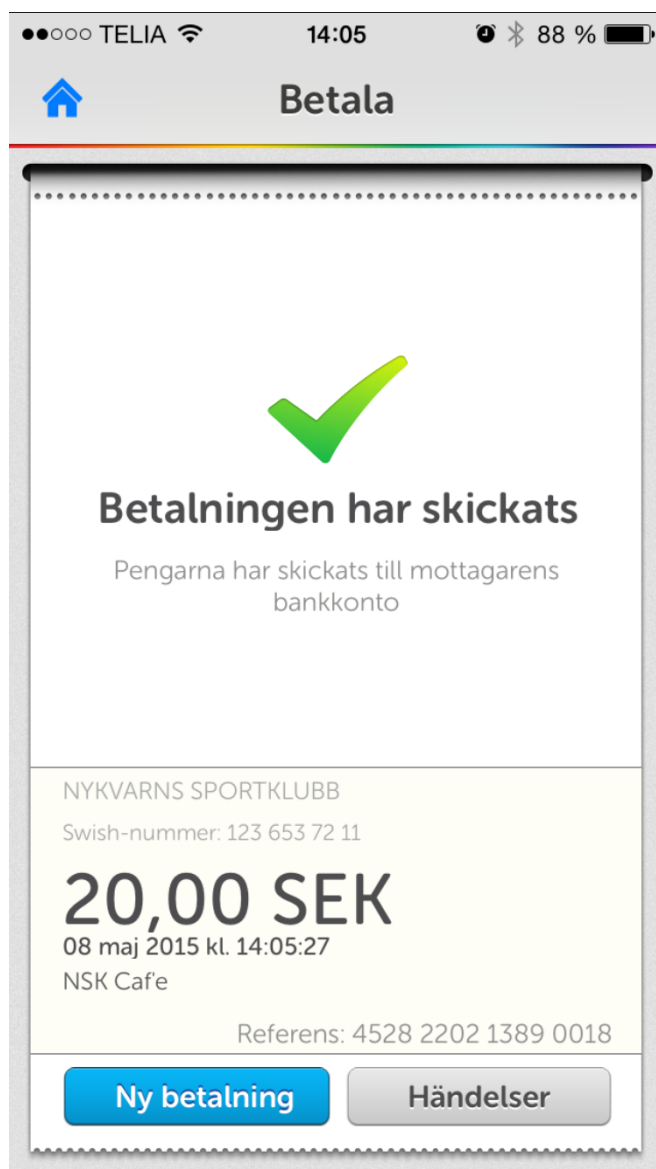 TELIA 14:05 88 %
Betala
Betalningen har skickats
Pengarna har skickats till mottagarens
bankkonto
NYKVARNS SPORTKLUBB
Swish-nummer: 123 653 72 11
20,00 SEK
08 maj 2015 kl. 14:05:27
NSK Caf'e
Referens: 4528 2202 1389 0018
Ny betalning Händelser